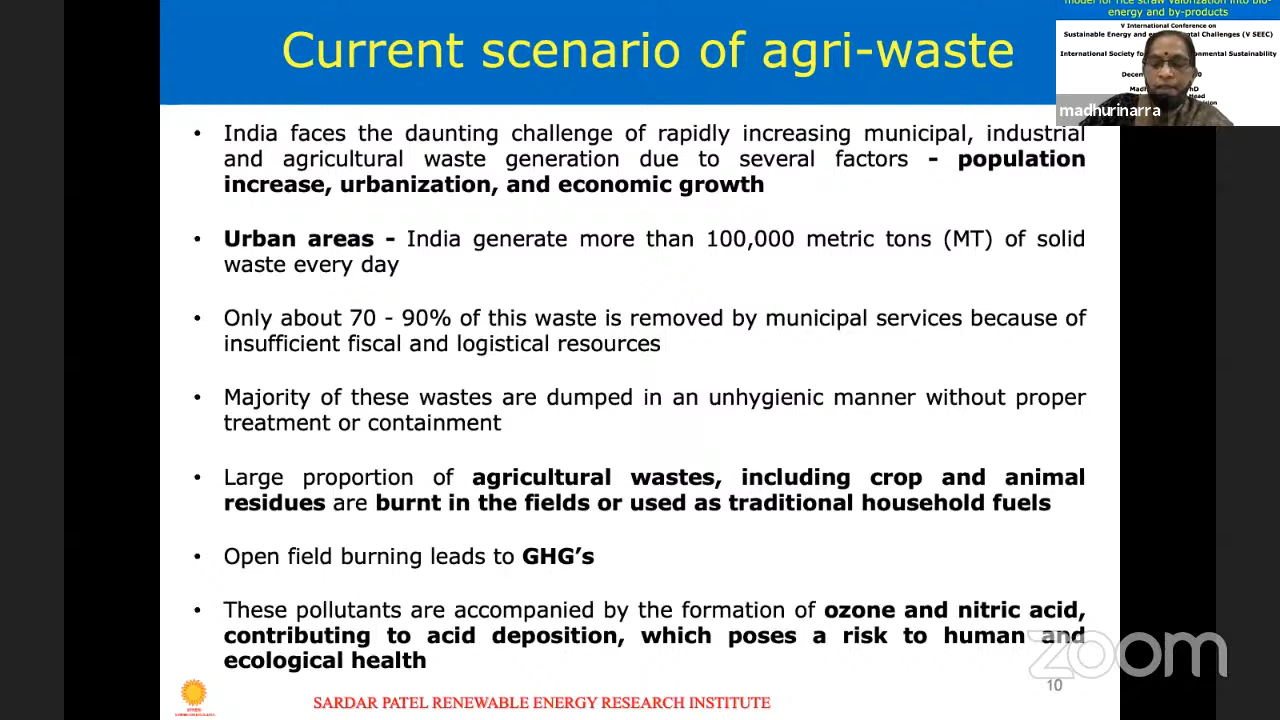 Current scenario of agri-waste
model for rice straw valorization into bio-
energy and by-products
V International Conference on
Sustainable Energy and Challenges (V SEEC)
International Society for Sustainability
madhurinarra
• India faces the daunting challenge of rapidly increasing municipal, industrial
and agricultural waste generation due to several factors - population
increase, urbanization, and economic growth
• Urban areas - India generate more than 100,000 metric tons (MT) of solid
waste every day
• Only about 70 - 90% of this waste is removed by municipal services because of
insufficient fiscal and logistical resources
• Majority of these wastes are dumped in an unhygienic manner without proper
treatment or containment
• Large proportion of agricultural wastes, including crop and animal
residues are burnt in the fields or used as traditional household fuels
• Open field burning leads to GHG’s
• These pollutants are accompanied by the formation of ozone and nitric acid,
contributing to acid deposition, which poses a risk to human and
ecological health
zoom
10
SARDAR PATEL RENEWABLE ENERGY RESEARCH INSTITUTE